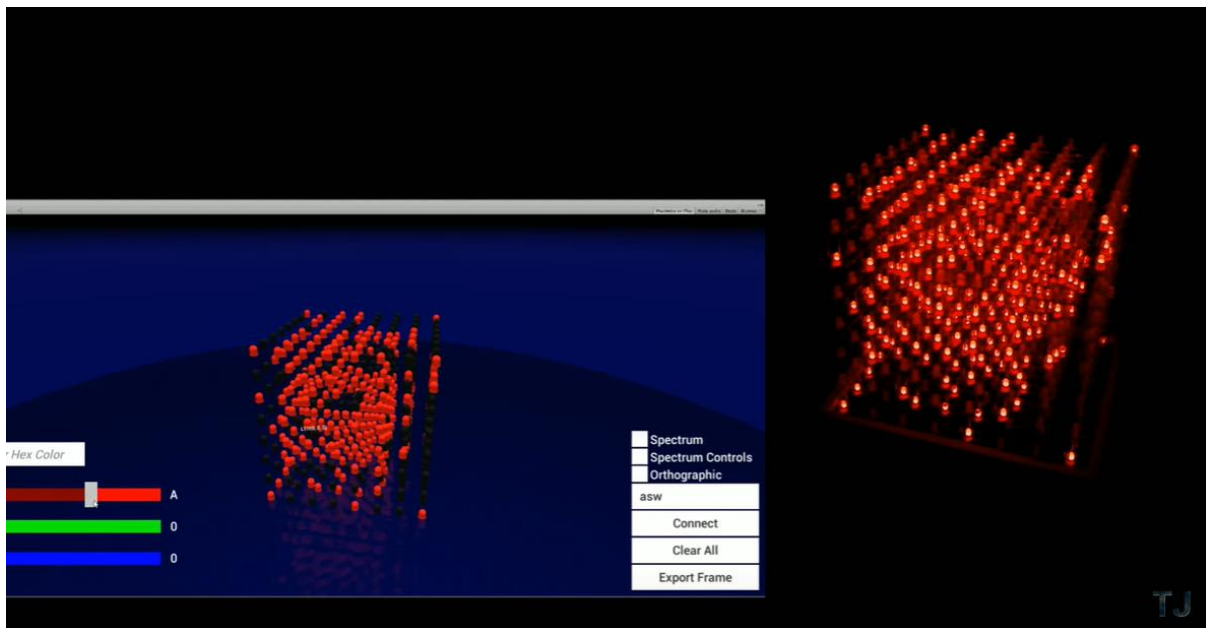 r Hex Color
A
0
0
Spectrum
Spectrum Controls
Orthographic
asw
Connect
Clear All
Export Frame
TJ